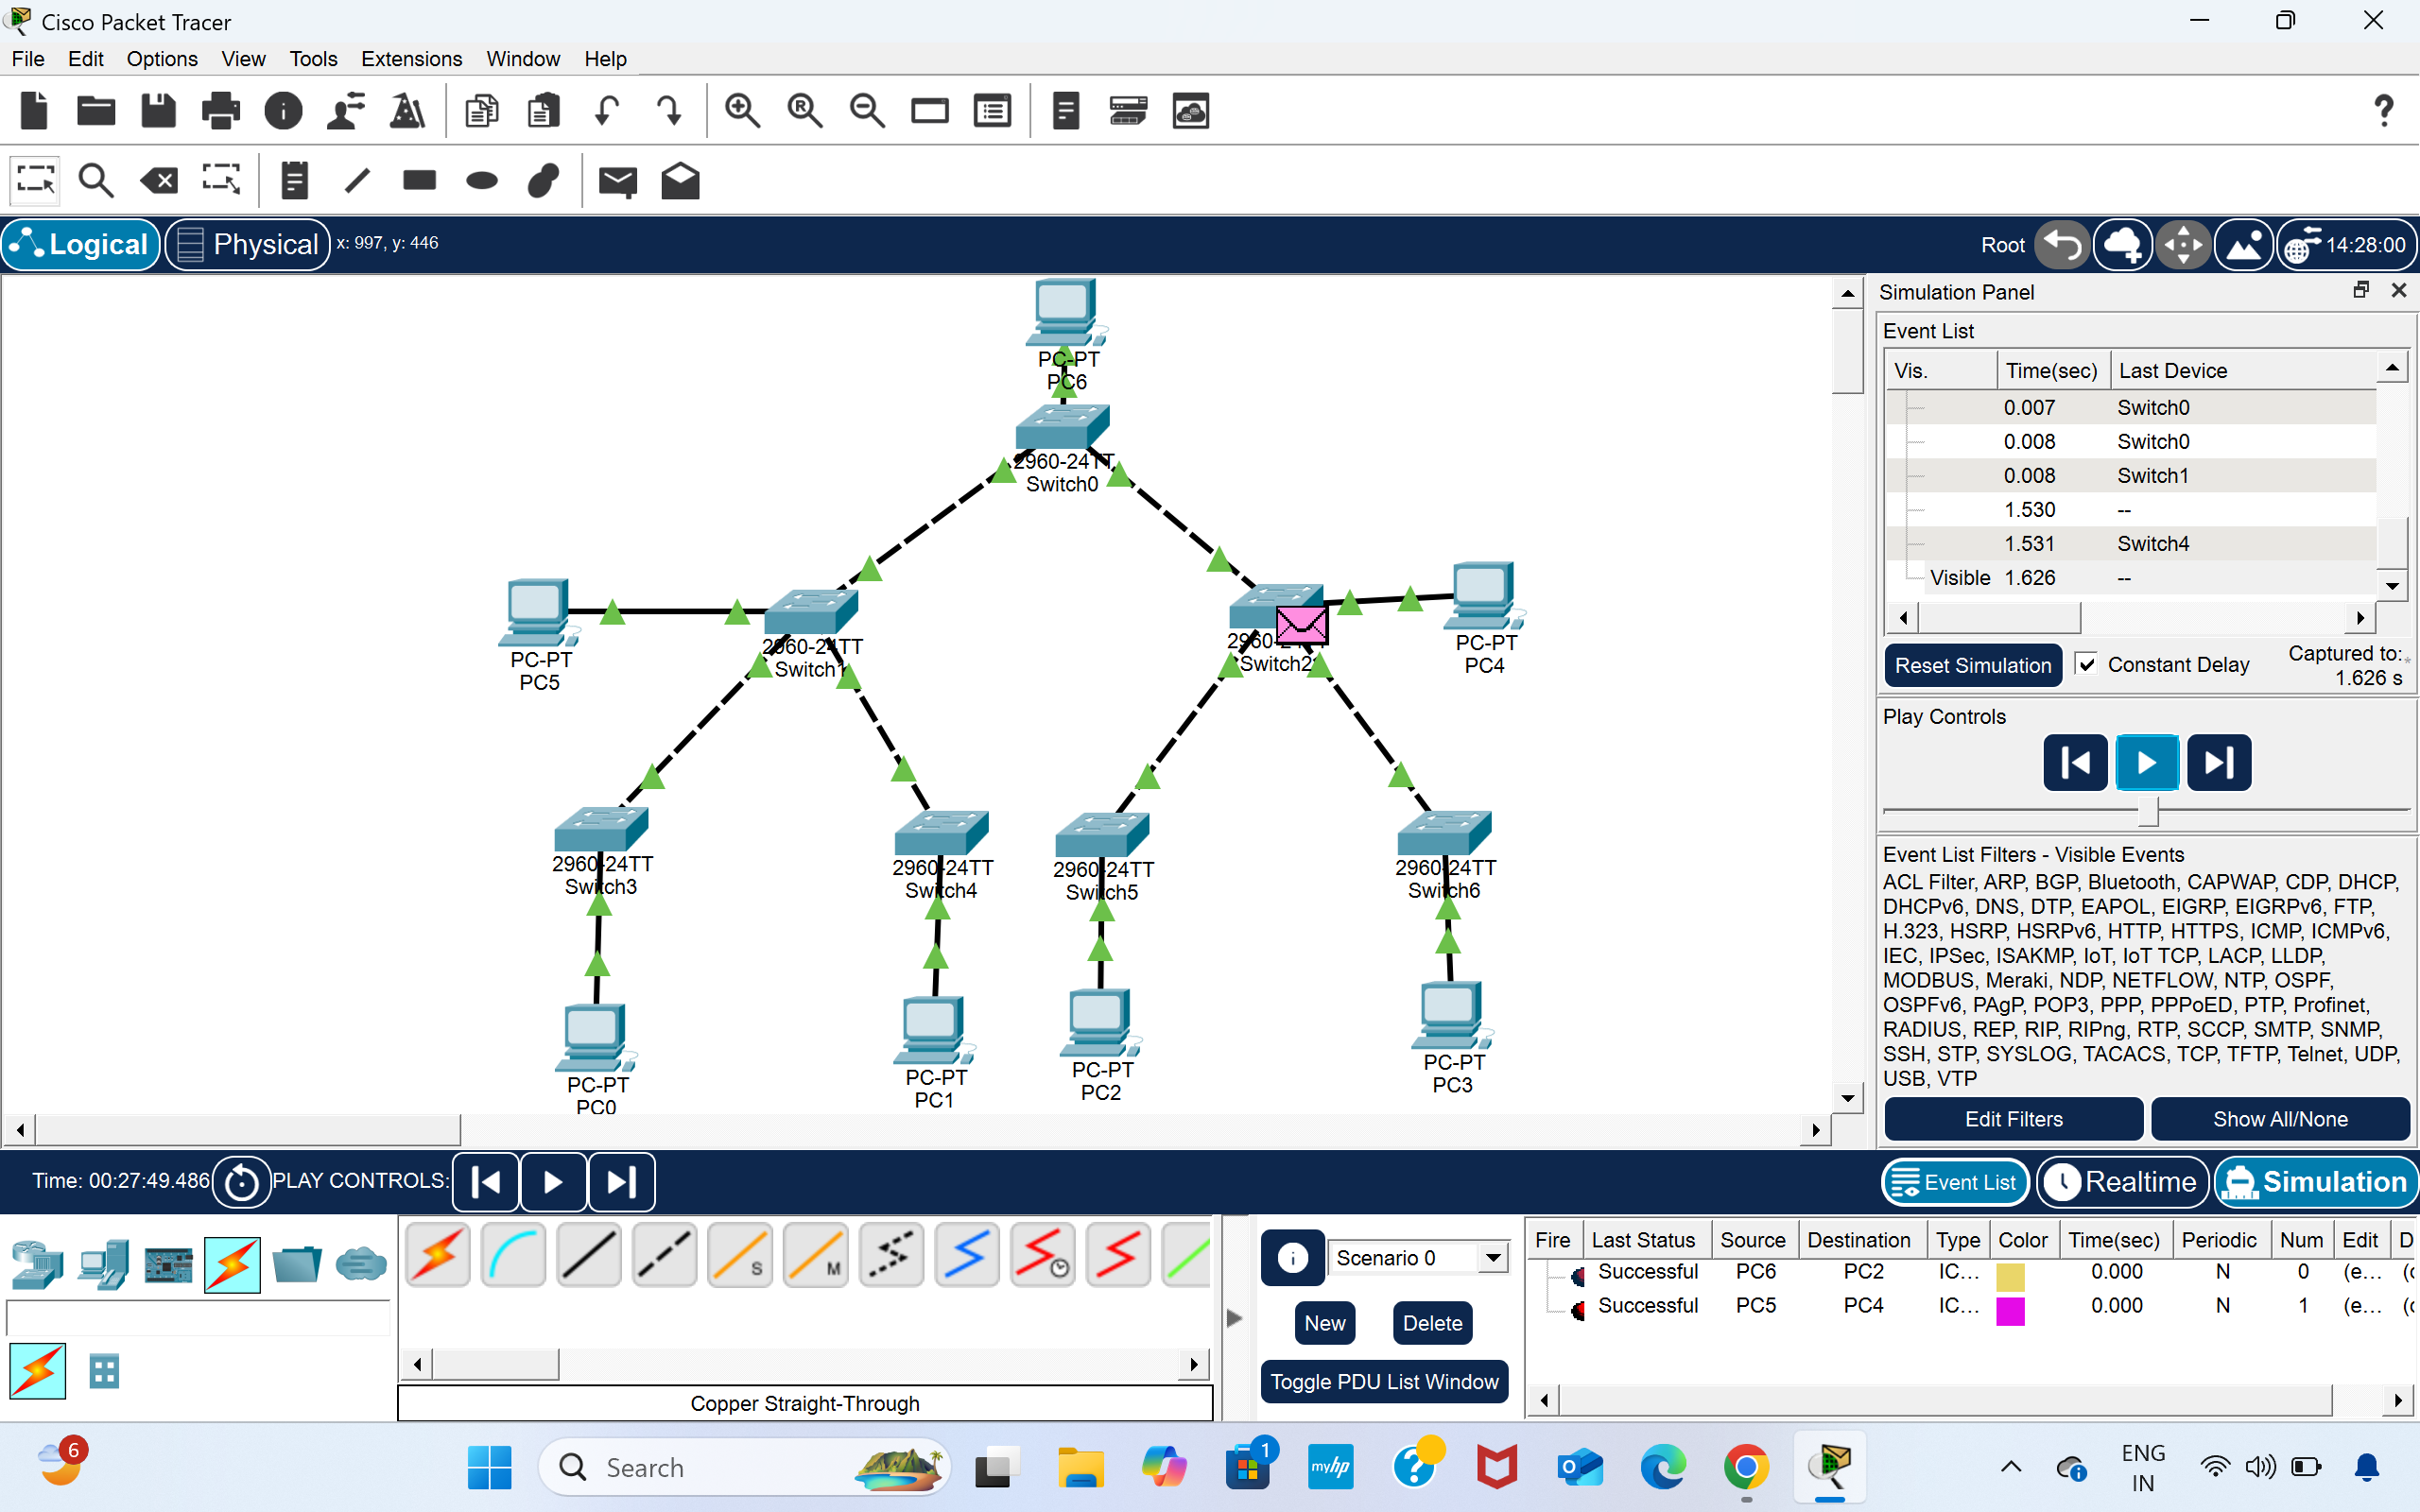 Cisco Packet Tracer
File Edit Options View Tools Extensions Window Help
Logical Physical x: 997, y: 446 Root 14:28:00
PC-PT
PC6
2960-24TT
Switch0
PC-PT
PC5
2960-24TT
Switch1
Switch2
PC-PT
PC4
2960-24TT
Switch3
2960-24TT
Switch4
2960-24TT
Switch5
2960-24TT
Switch6
PC-PT
PC0
PC-PT
PC1
PC-PT
PC2
PC-PT
PC3
Simulation Panel
Event List
Vis. Time(sec) Last Device
0.007 Switch0
0.008 Switch0
0.008 Switch1
1.530 --
1.531 Switch4
Visible 1.626 --
Reset Simulation Constant Delay Captured to:
1.626 s
Play Controls
Event List Filters - Visible Events
ACL Filter, ARP, BGP, Bluetooth, CAPWAP, CDP, DHCP,
DHCPv6, DNS, DTP, EAPOL, EIGRP, EIGRPv6, FTP,
H.323, HSRP, HSRPv6, HTTP, HTTPS, ICMP, ICMPv6,
IEC, IPSec, ISAKMP, IoT, IoT TCP, LACP, LLDP,
MODBUS, Meraki, NDP, NETFLOW, NTP, OSPF,
OSPFv6, PAgP, POP3, PPP, PPPoED, PTP, Profinet,
RADIUS, REP, RIP, RIPng, RTP, SCCP, SMTP, SNMP,
SSH, STP, SYSLOG, TACACS, TCP, TFTP, Telnet, UDP,
USB, VTP
Edit Filters Show All/None
Time: 00:27:49.486 PLAY CONTROLS: Event List Realtime Simulation
S M
Copper Straight-Through
Scenario 0
New Delete
Toggle PDU List Window
Fire Last Status Source Destination Type Color Time(sec) Periodic Num Edit D
Successful PC6 PC2 IC... 0.000 N 0 (e...
Successful PC5 PC4 IC... 0.000 N 1 (e...
6 Search 1 myhp ENG
IN